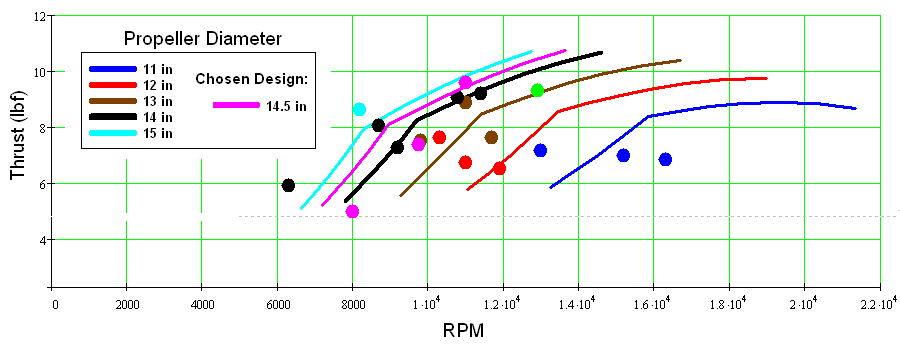 12
10
8
6
4
Thrust (lbf)
Propeller Diameter
11 in
12 in
13 in
14 in
15 in
Chosen Design:
14.5 in
0 2000 4000 6000 8000 1·10⁴ 1.2·10⁴ 1.4·10⁴ 1.6·10⁴ 1.8·10⁴ 2·10⁴ 2.2·10⁴
RPM